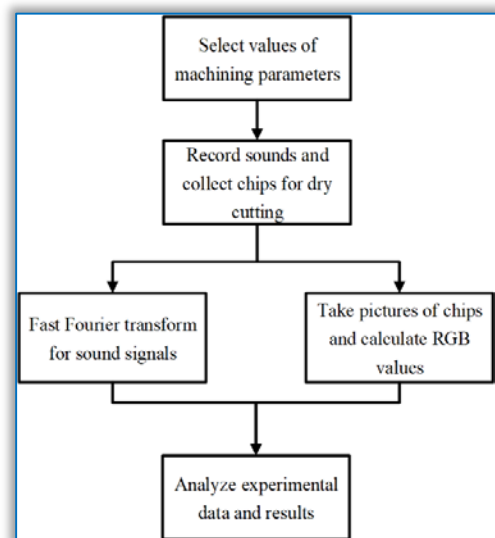 Select values of
machining parameters
Record sounds and
collect chips for dry
cutting
Fast Fourier transform
for sound signals
Take pictures of chips
and calculate RGB
values
Analyze experimental
data and results